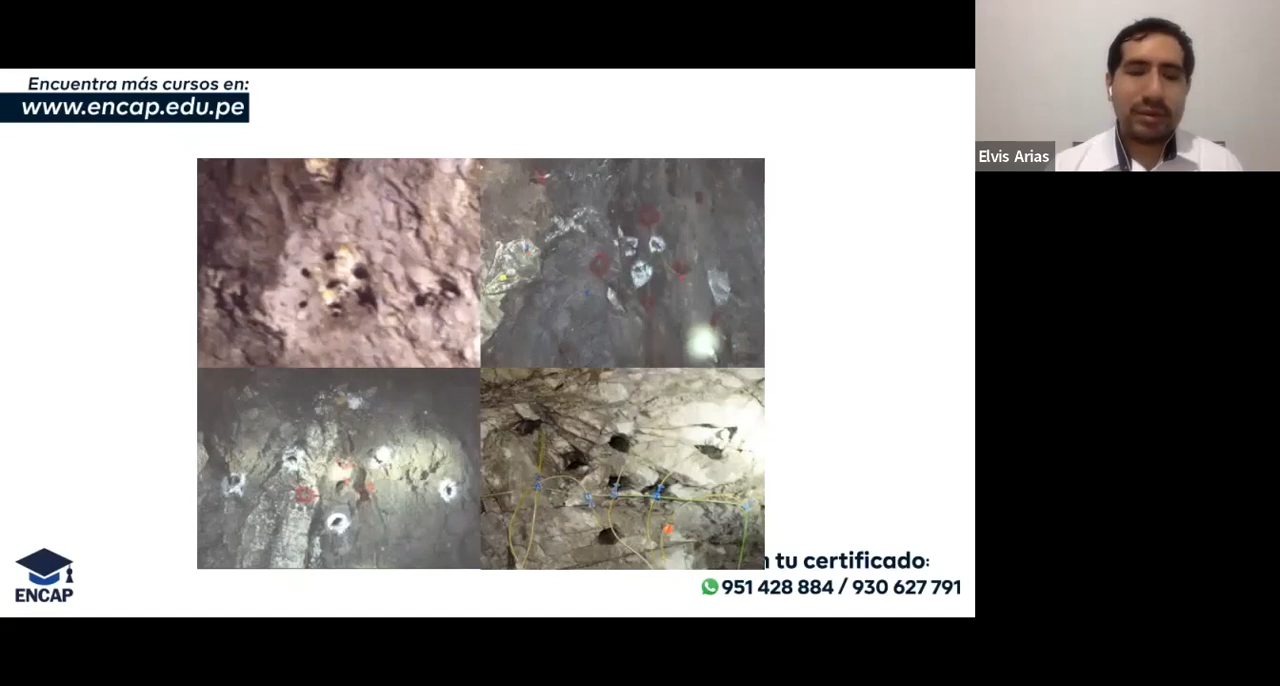 Encuentra más cursos en:
www.encap.edu.pe
Elvis Arias
ENCAP
tu certificado:
951 428 884 / 930 627 791